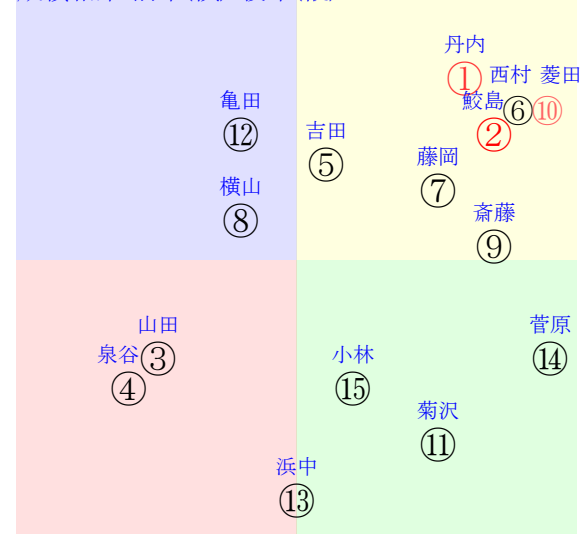 丹内
①
西村 菱田
鮫島
⑥
⑩
②
亀田
⑫
吉田
⑤
藤岡
⑦
横山
⑧
斎藤
⑨
山田
③
泉谷
④
小林
⑮
菅原
⑭
菊沢
⑪
浜中
⑬